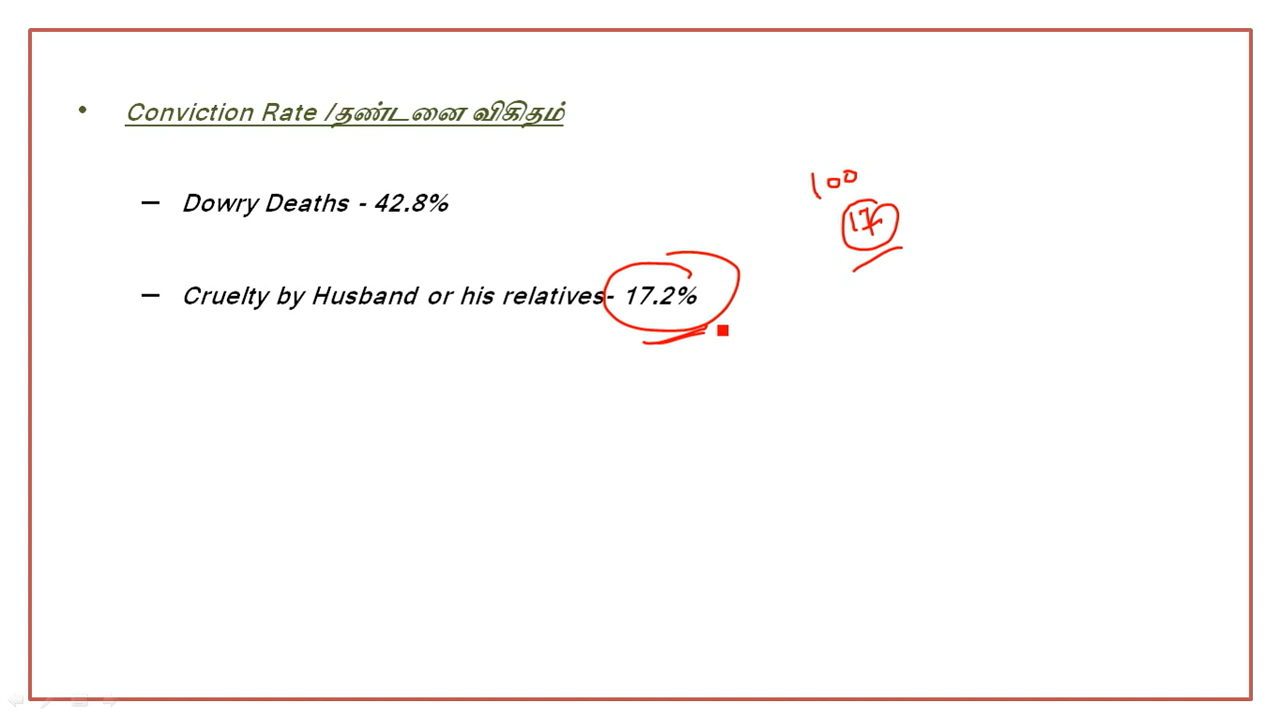 • Conviction Rate /தண்டனை விகிதம்
– Dowry Deaths - 42.8%
100
17
– Cruelty by Husband or his relatives- 17.2%